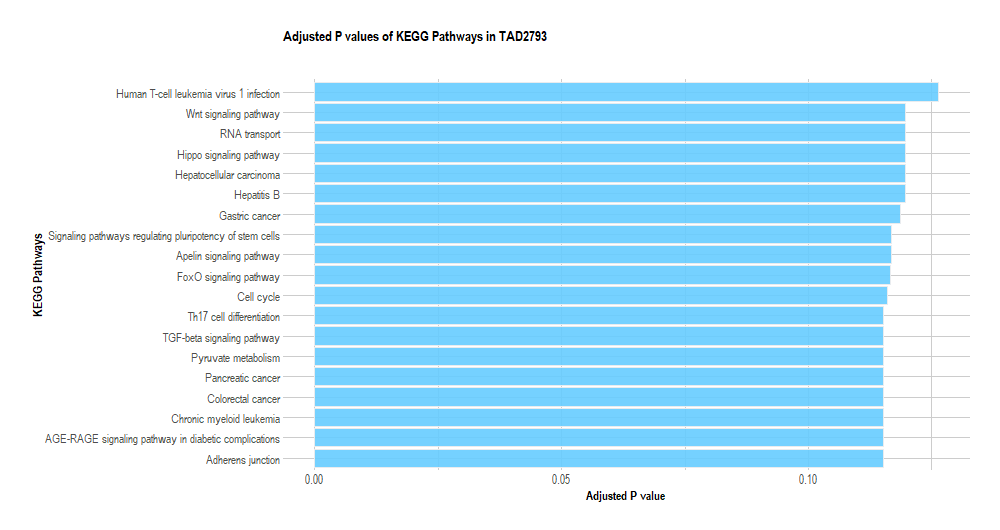 Adjusted P values of KEGG Pathways in TAD2793
KEGG Pathways
Human T-cell leukemia virus 1 infection
Wnt signaling pathway
RNA transport
Hippo signaling pathway
Hepatocellular carcinoma
Hepatitis B
Gastric cancer
Signaling pathways regulating pluripotency of stem cells
Apelin signaling pathway
FoxO signaling pathway
Cell cycle
Th17 cell differentiation
TGF-beta signaling pathway
Pyruvate metabolism
Pancreatic cancer
Colorectal cancer
Chronic myeloid leukemia
AGE-RAGE signaling pathway in diabetic complications
Adherens junction
0.00 0.05 0.10
Adjusted P value